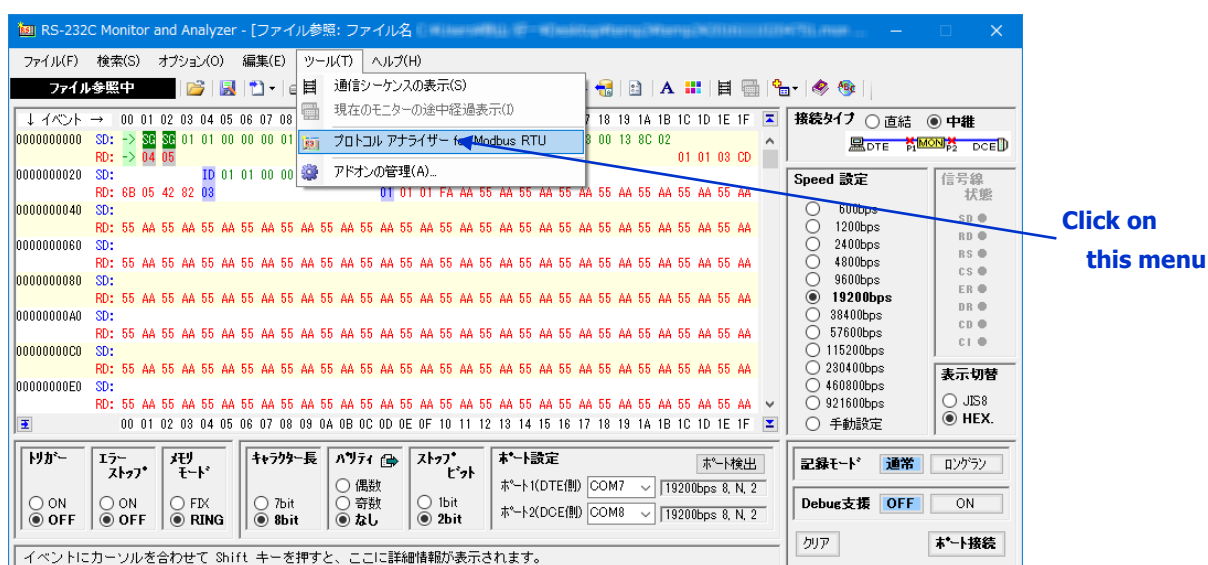 RS-232C Monitor and Analyzer - [ファイル参照: ファイル名
ファイル(F) 検索(S) オプション(O) 編集(E) ツール(T) ヘルプ(H)
ファイル参照中
通信シーケンスの表示(S)
現在のモニターの途中経過表示(I)
プロトコル アナライザー for Modbus RTU
アドオンの管理(A)...
↓ イベント → 00 01 02 03 04 05 06 07 08 18 19 1A 1B 1C 1D 1E 1F
0000000000 SD: -> SG SG 01 01 00 00 00 01 00 13 8C 02
RD: -> 04 05 01 01 03 CD
0000000020 SD: ID 01 01 00 00
RD: 6B 05 42 82 03 01 01 01 FA AA 55 AA 55 AA 55 AA 55 AA 55 AA 55 AA 55 AA
0000000040 SD:
RD: 55 AA 55 AA 55 AA 55 AA 55 AA 55 AA 55 AA 55 AA 55 AA 55 AA 55 AA 55 AA 55 AA 55 AA 55 AA 55 AA
0000000060 SD:
RD: 55 AA 55 AA 55 AA 55 AA 55 AA 55 AA 55 AA 55 AA 55 AA 55 AA 55 AA 55 AA 55 AA 55 AA 55 AA 55 AA
0000000080 SD:
RD: 55 AA 55 AA 55 AA 55 AA 55 AA 55 AA 55 AA 55 AA 55 AA 55 AA 55 AA 55 AA 55 AA 55 AA 55 AA 55 AA
00000000A0 SD:
RD: 55 AA 55 AA 55 AA 55 AA 55 AA 55 AA 55 AA 55 AA 55 AA 55 AA 55 AA 55 AA 55 AA 55 AA 55 AA 55 AA
00000000C0 SD:
RD: 55 AA 55 AA 55 AA 55 AA 55 AA 55 AA 55 AA 55 AA 55 AA 55 AA 55 AA 55 AA 55 AA 55 AA 55 AA 55 AA
00000000E0 SD:
RD: 55 AA 55 AA 55 AA 55 AA 55 AA 55 AA 55 AA 55 AA 55 AA 55 AA 55 AA 55 AA 55 AA 55 AA 55 AA 55 AA
00 01 02 03 04 05 06 07 08 09 0A 0B 0C 0D 0E 0F 10 11 12 13 14 15 16 17 18 19 1A 1B 1C 1D 1E 1F
接続タイプ 直結 中継
DTE P1 MON P2 DCE
Speed 設定
600bps
1200bps
2400bps
4800bps
9600bps
19200bps
38400bps
57600bps
115200bps
230400bps
460800bps
921600bps
手動設定
信号線
状態
SD
RD
RS
CS
ER
DR
CD
CI
表示切替
JIS8
HEX.
Click on
this menu
ﾄﾘｶﾞｰ
ON
OFF
ｴﾗｰ
ｽﾄｯﾌﾟ
ON
OFF
ﾒﾓﾘ
ﾓｰﾄﾞ
FIX
RING
ｷｬﾗｸﾀｰ長
7bit
8bit
ﾊﾟﾘﾃｨ
偶数
奇数
なし
ｽﾄｯﾌﾟ
ﾋﾞｯﾄ
1bit
2bit
ﾎﾟｰﾄ設定 ﾎﾟｰﾄ検出
ﾎﾟｰﾄ1(DTE側) COM7 19200bps 8, N, 2
ﾎﾟｰﾄ2(DCE側) COM8 19200bps 8, N, 2
記録ﾓｰﾄﾞ 通常 ﾛﾝｸﾞﾗﾝ
Debug支援 OFF ON
ｸﾘｱ ﾎﾟｰﾄ接続
イベントにカーソルを合わせて Shift キーを押すと、ここに詳細情報が表示されます。